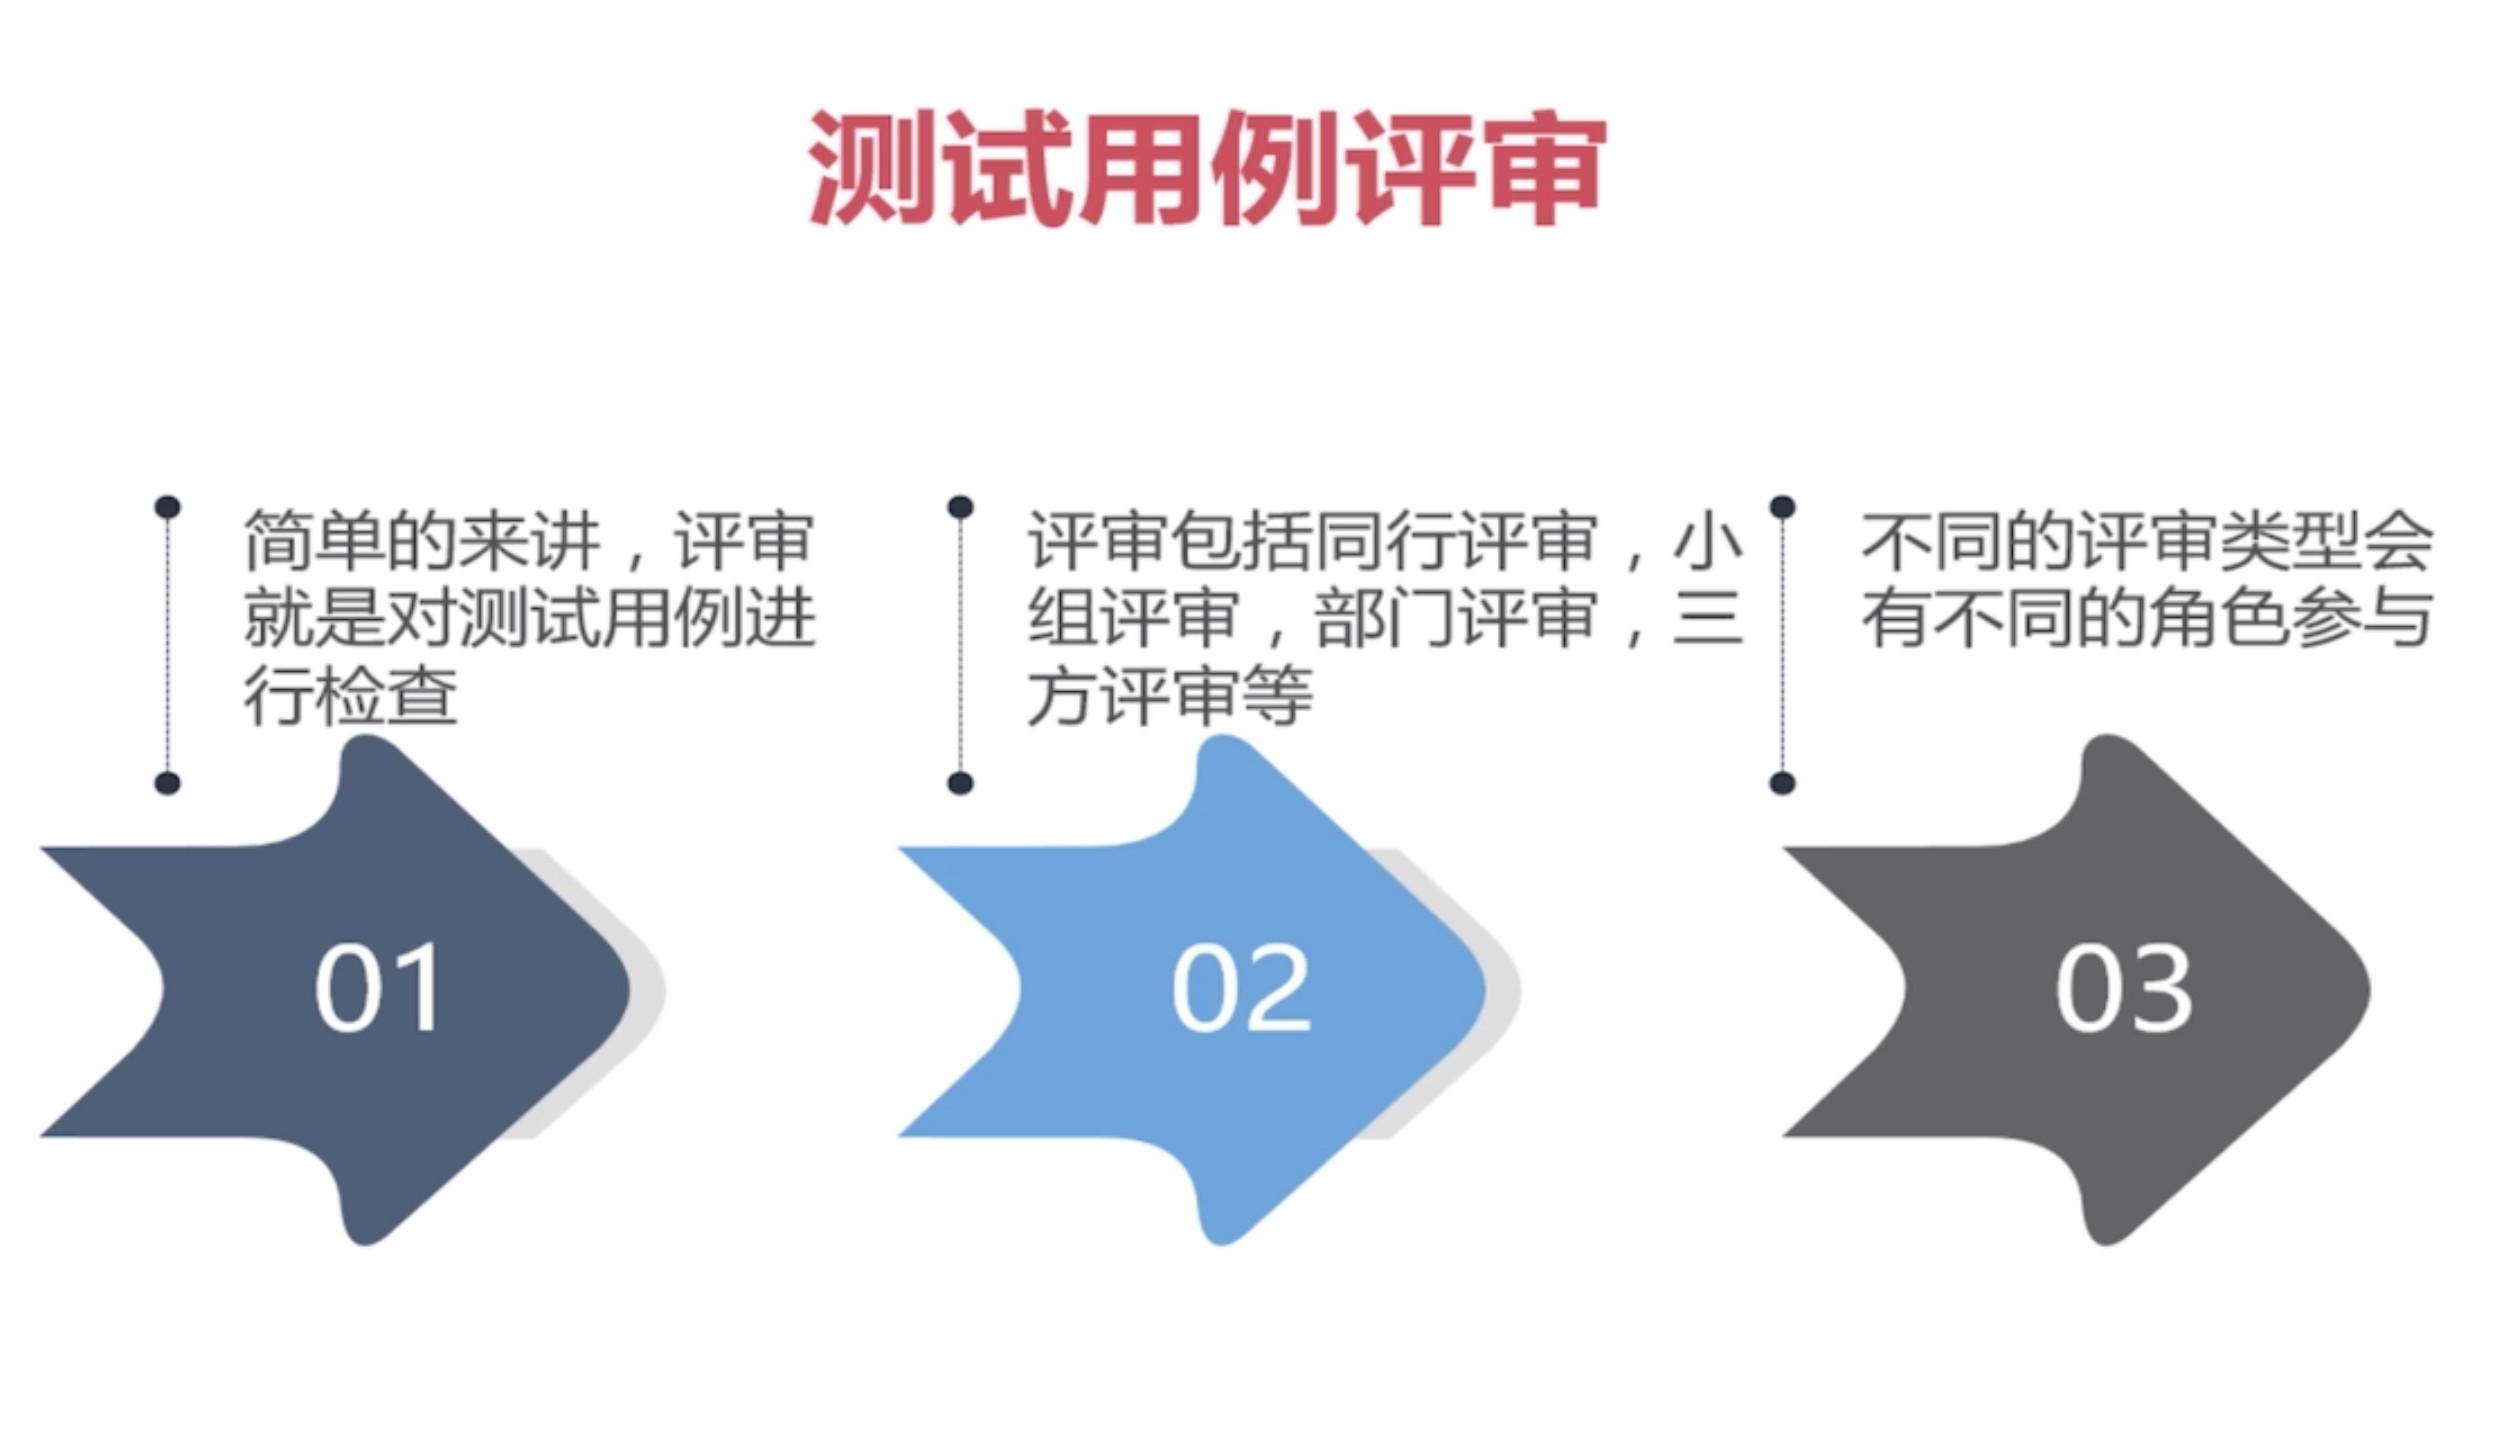 测试用例评审
简单的来讲，评审
就是对测试用例进
行检查
评审包括同行评审，小
组评审，部门评审，三
方评审等
不同的评审类型会
有不同的角色参与
01
02
03